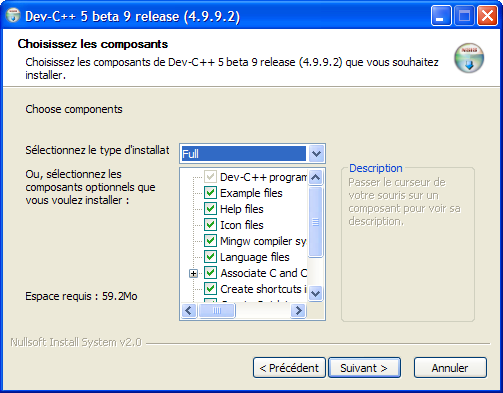 Dev-C++ 5 beta 9 release (4.9.9.2)
Choisissez les composants
Choisissez les composants de Dev-C++ 5 beta 9 release (4.9.9.2) que vous souhaitez
installer.
Choose components
Sélectionnez le type d'installat
Full
Ou, sélectionnez les
composants optionnels que
vous voulez installer :
Dev-C++ program
Example files
Help files
Icon files
Mingw compiler sy
Language files
Associate C and C
Create shortcuts i
Description
Passer le curseur de
votre souris sur un
composant pour voir sa
description.
Espace requis : 59.2Mo
Nullsoft Install System v2.0
< Précédent
Suivant >
Annuler